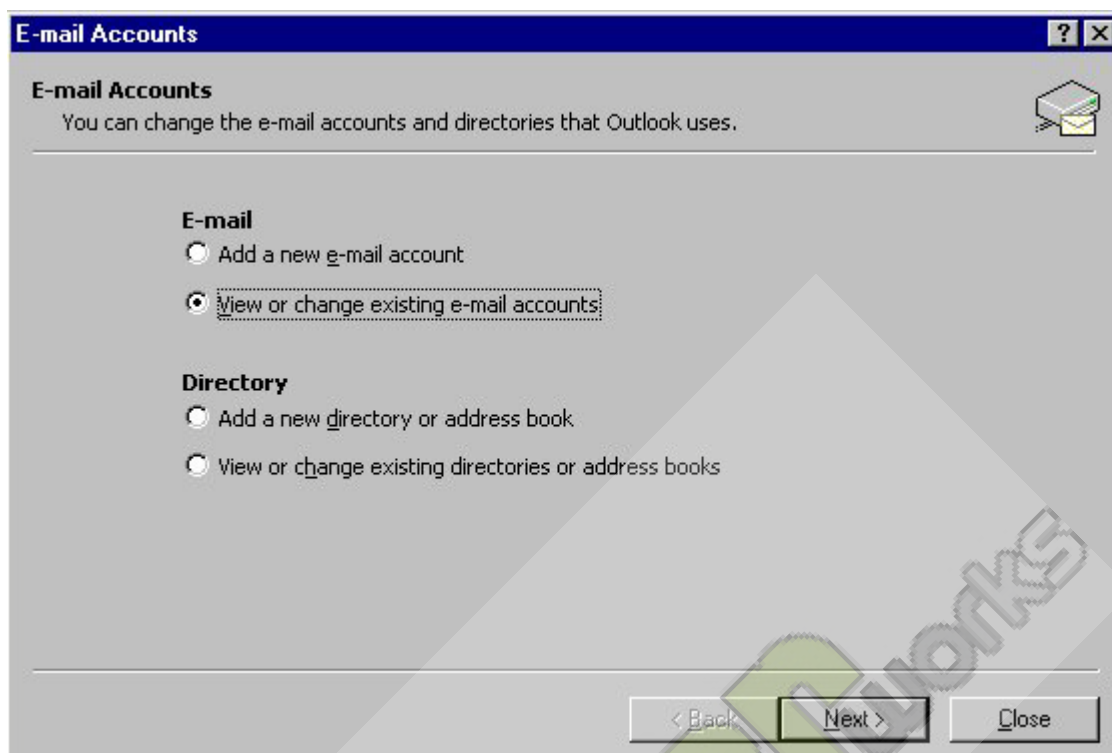 E-mail Accounts
E-mail Accounts
You can change the e-mail accounts and directories that Outlook uses.
E-mail
Add a new e-mail account
View or change existing e-mail accounts
Directory
Add a new directory or address book
View or change existing directories or address books
works
< Back
Next >
Close